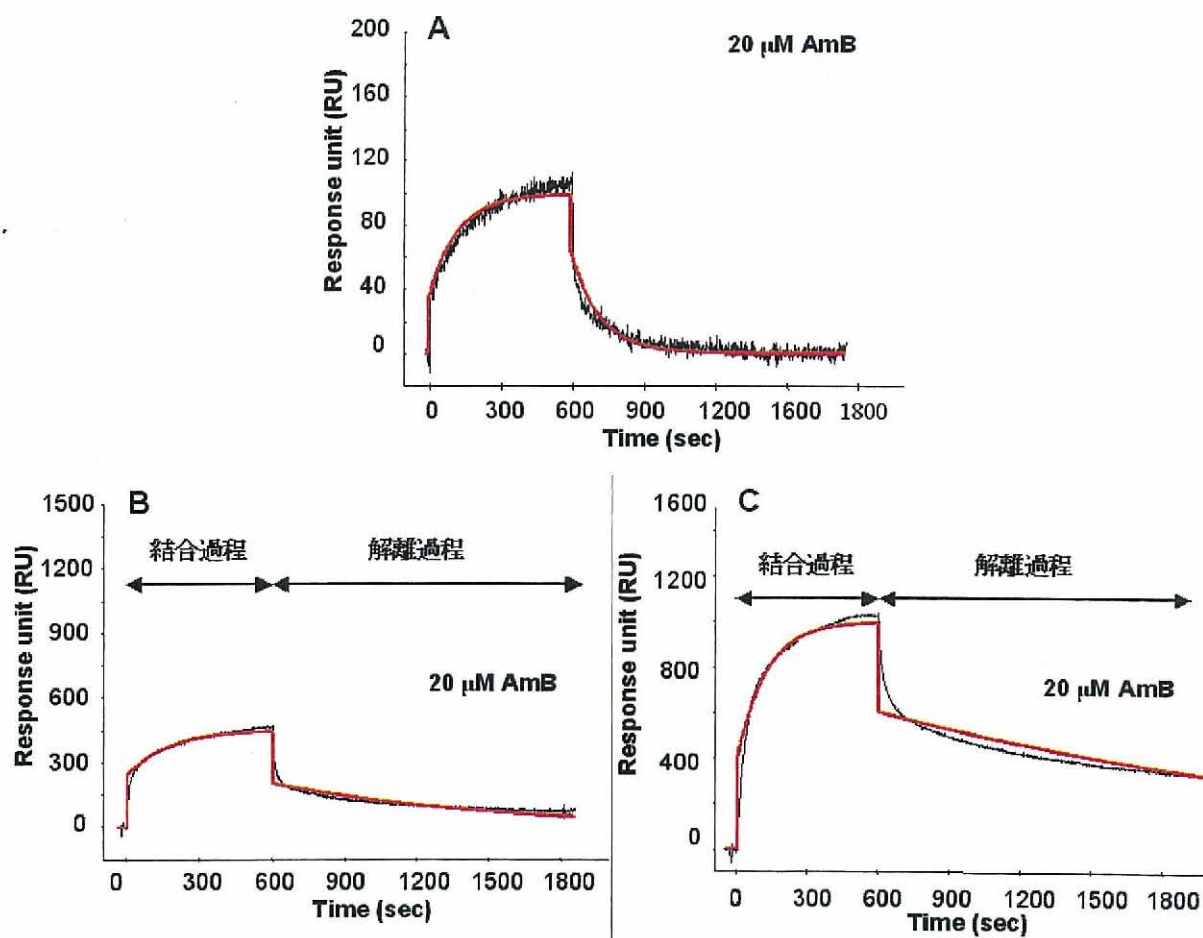 A
20 μM AmB
Response unit (RU)
200
160
120
80
40
0
0 300 600 900 1200 1600 1800
Time (sec)
B
結合過程 解離過程
20 μM AmB
Response unit (RU)
1500
1200
900
600
300
0
0 300 600 900 1200 1500 1800
Time (sec)
C
結合過程 解離過程
20 μM AmB
Response unit (RU)
1600
1200
800
400
0
0 300 600 900 1200 1500 1800
Time (sec)